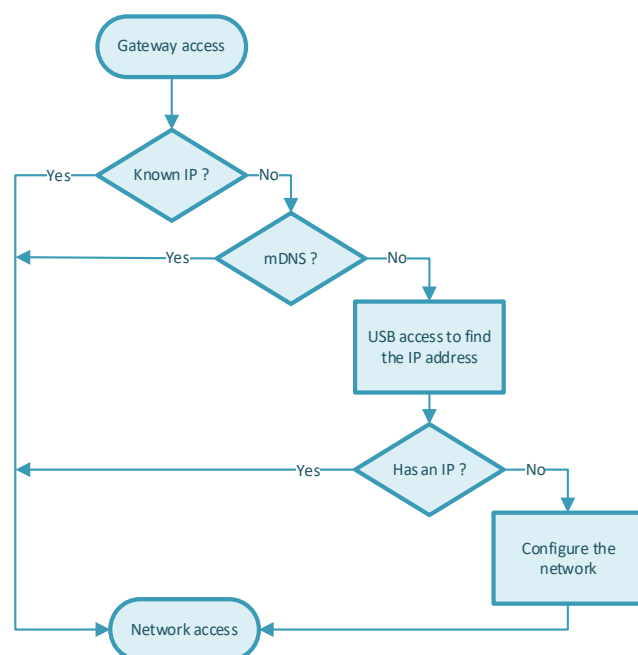 Gateway access
Known IP ?
Yes
No
mDNS ?
Yes
No
USB access to find
the IP address
Has an IP ?
Yes
No
Configure the
network
Network access